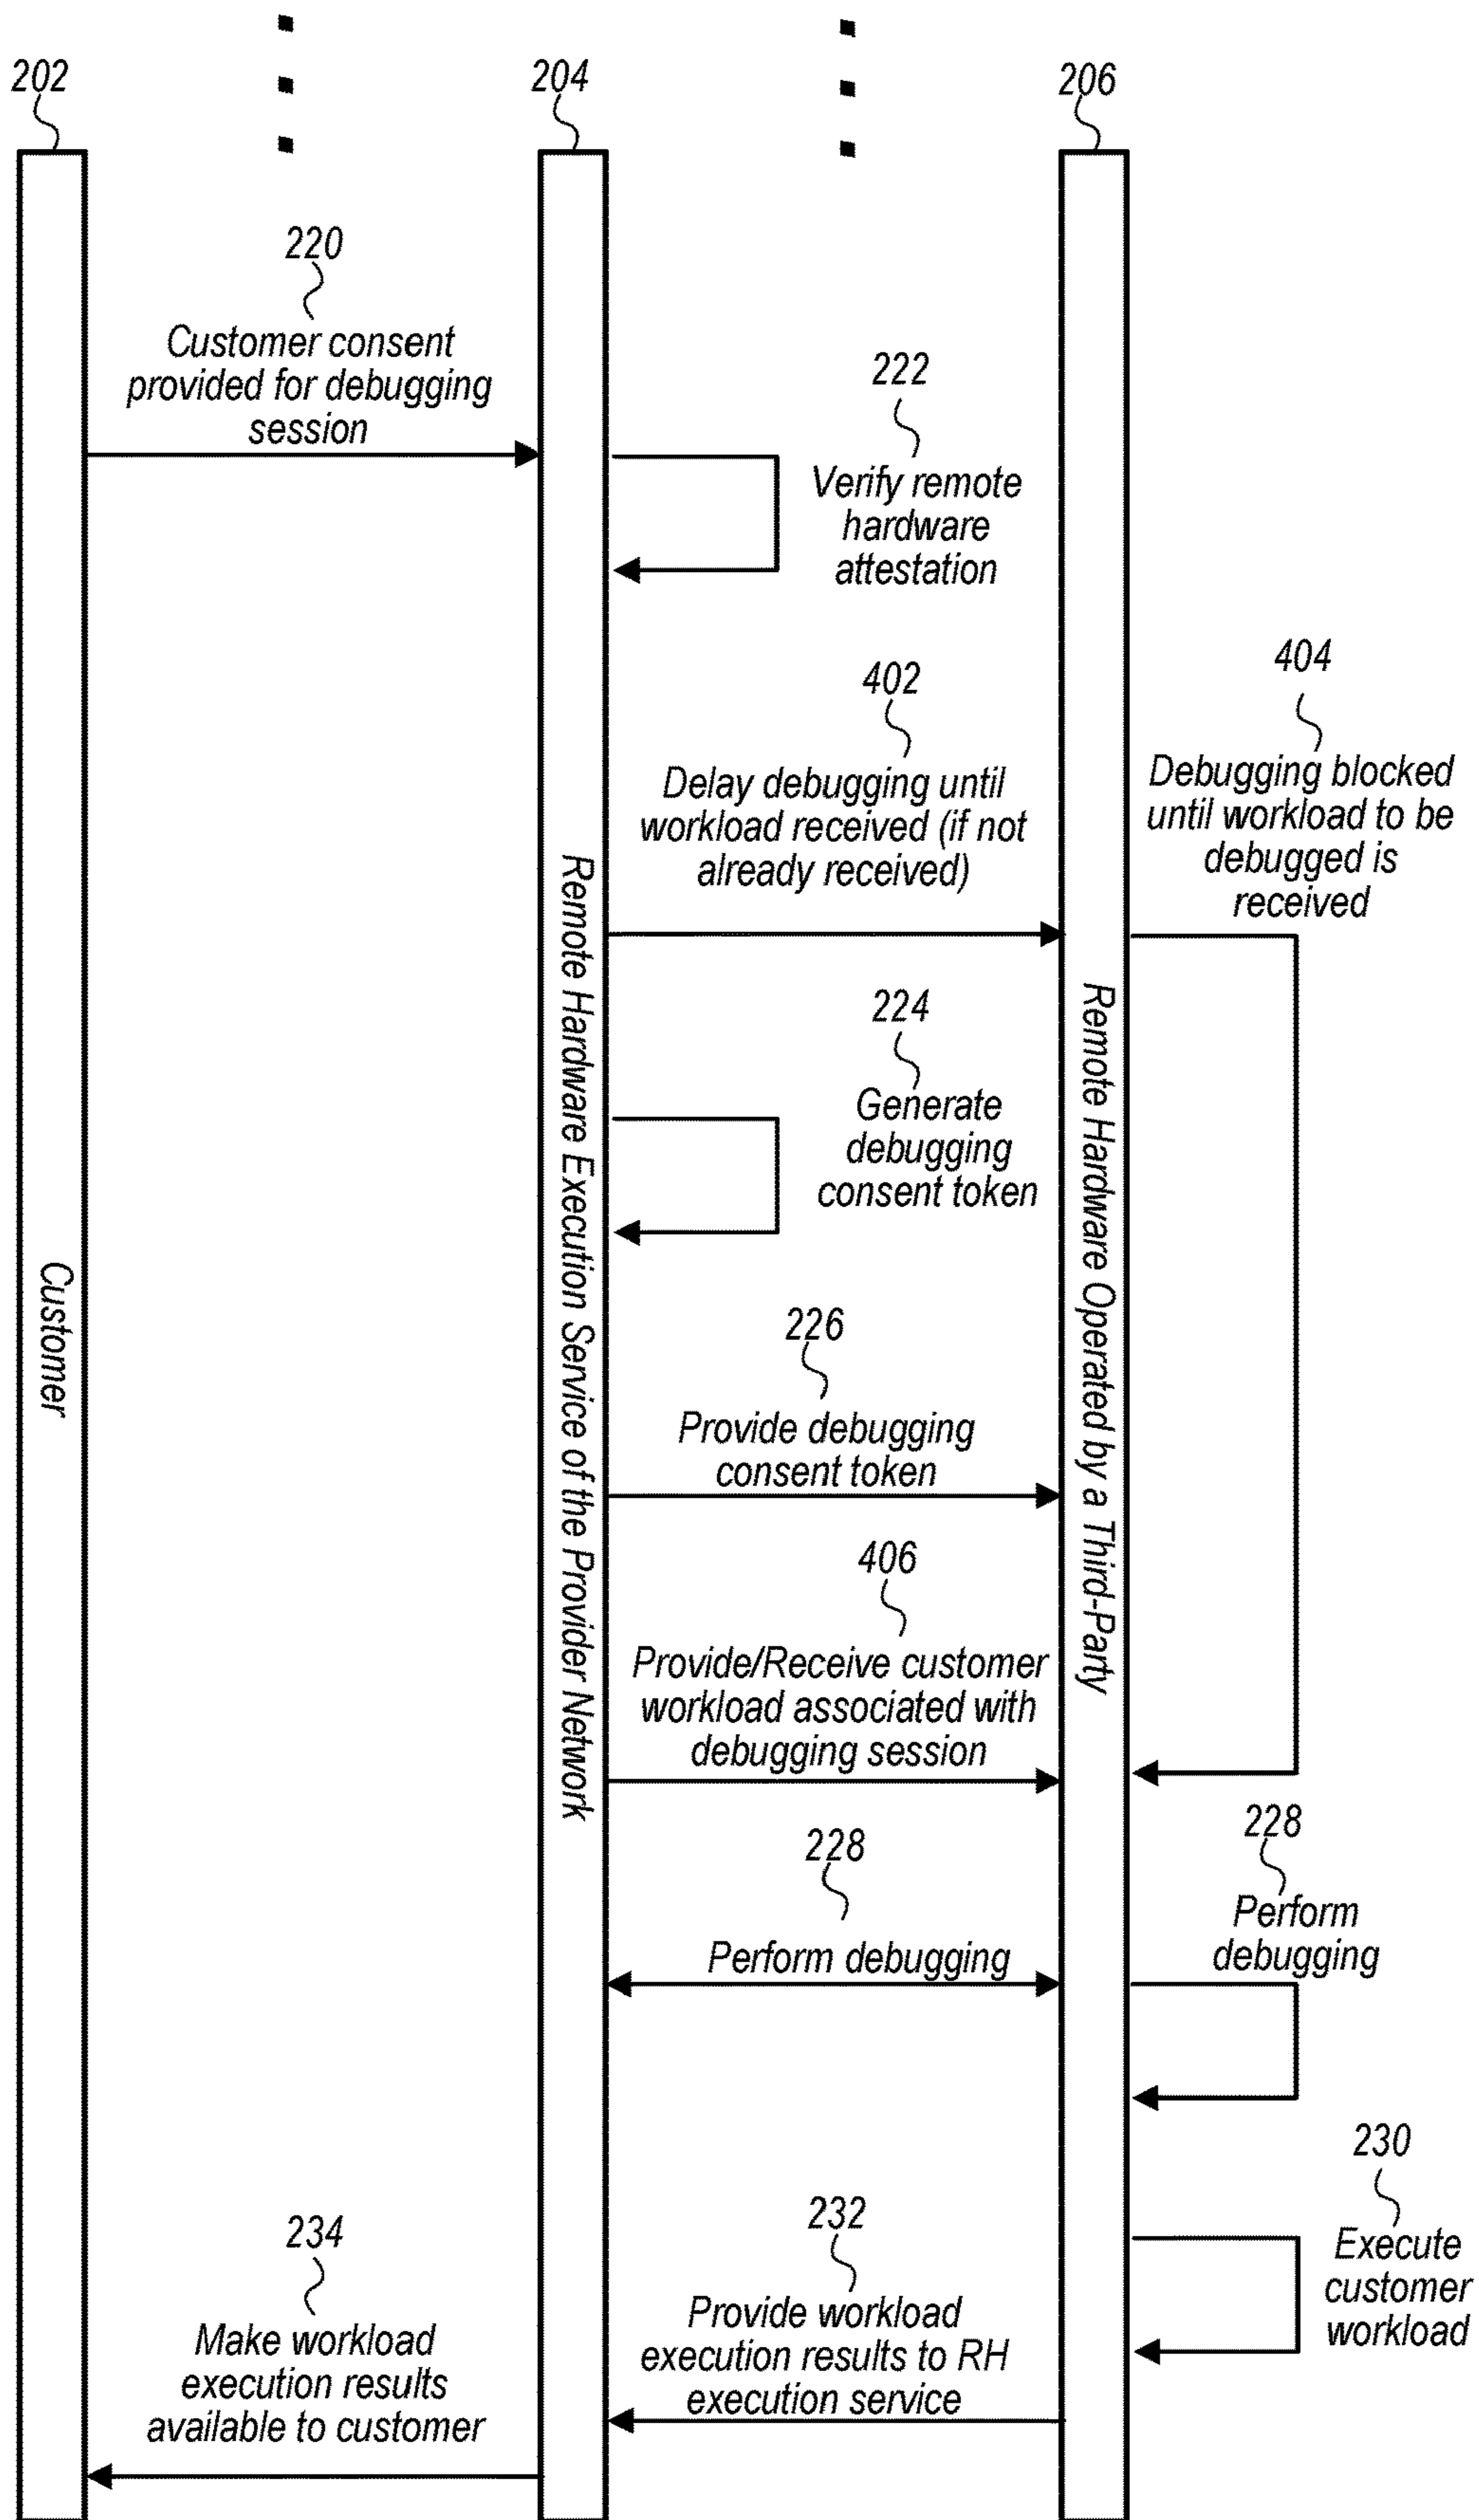 202
204
206
220
Customer consent
provided for debugging
session
222
Verify remote
hardware
attestation
402
Delay debugging until
workload received (if not
already received)
404
Debugging blocked
until workload to be
debugged is
received
224
Generate
debugging
consent token
226
Provide debugging
consent token
406
Provide/Receive customer
workload associated with
debugging session
228
Perform debugging
228
Perform
debugging
230
Execute
customer
workload
232
Provide workload
execution results to RH
execution service
234
Make workload
execution results
available to customer
Customer
Remote Hardware Execution Service of the Provider Network
Remote Hardware Operated by a Third-Party